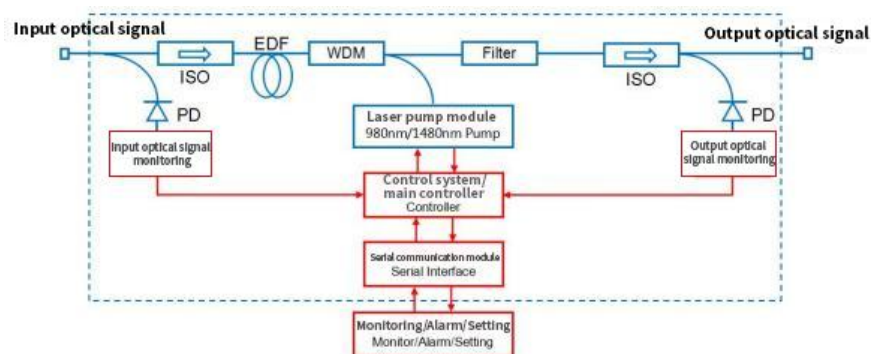 Input optical signal
Output optical signal
EDF
WDM
Filter
ISO
ISO
PD
PD
Laser pump module
980nm/1480nm Pump
Input optical signal
monitoring
Output optical
signal monitoring
Control system/
main controller
Controller
Serial communication module
Serial Interface
Monitoring/Alarm/Setting
Monitor/Alarm/Setting